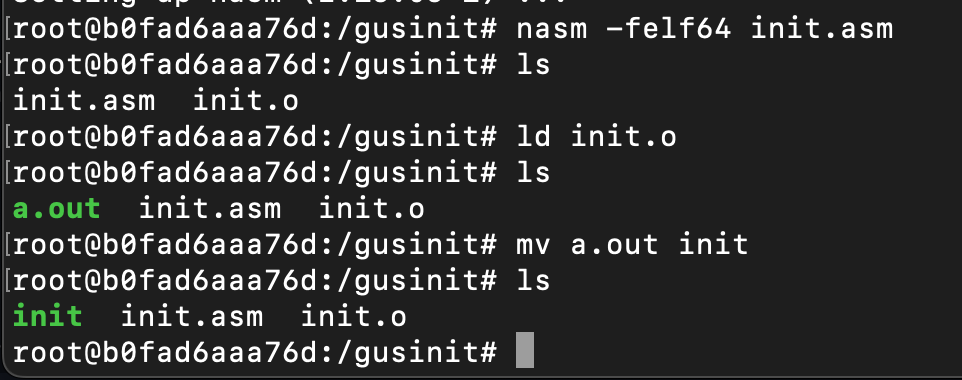 [root@b0fad6aaa76d:/gusinit# nasm -felf64 init.asm
[root@b0fad6aaa76d:/gusinit# ls
init.asm  init.o
[root@b0fad6aaa76d:/gusinit# ld init.o
[root@b0fad6aaa76d:/gusinit# ls
a.out  init.asm  init.o
[root@b0fad6aaa76d:/gusinit# mv a.out init
[root@b0fad6aaa76d:/gusinit# ls
init  init.asm  init.o
root@b0fad6aaa76d:/gusinit#